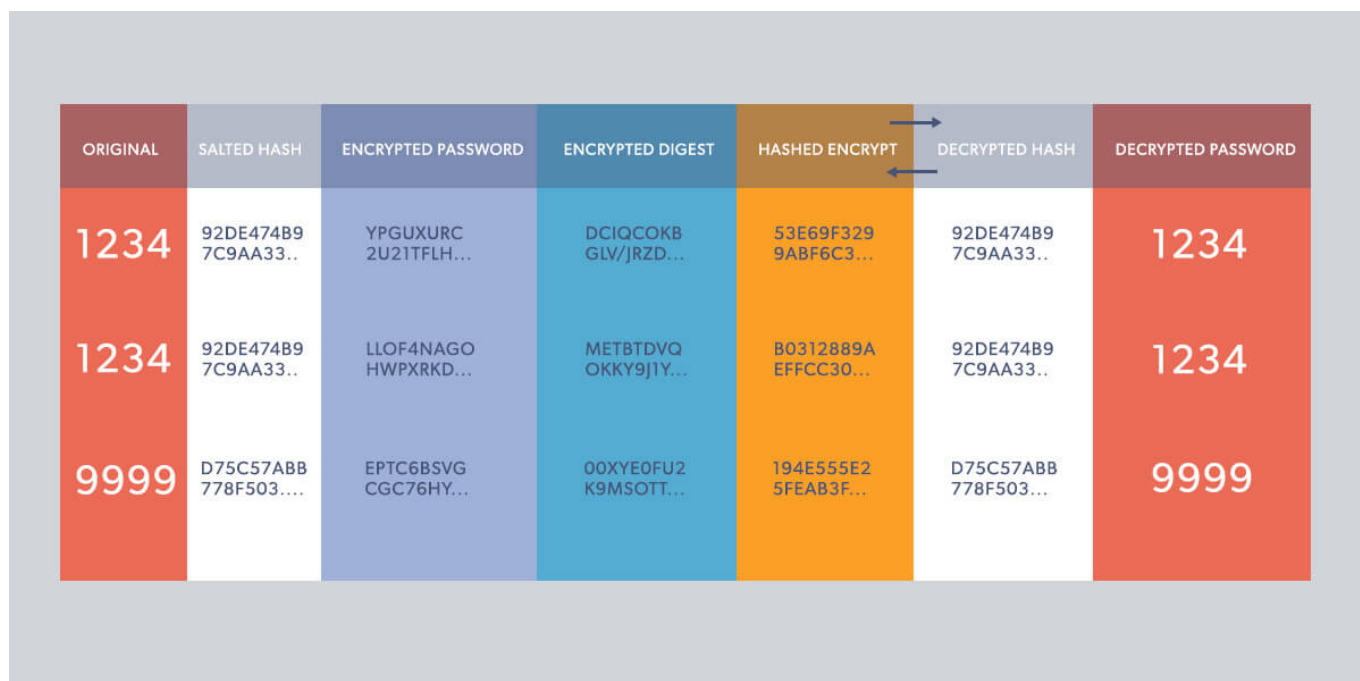 ORIGINAL SALTED HASH ENCRYPTED PASSWORD ENCRYPTED DIGEST HASHED ENCRYPT DECRYPTED HASH DECRYPTED PASSWORD
1234 92DE474B9 YPGUXURC DCIQCOKB 53E69F329 92DE474B9 1234
7C9AA33.. 2U21TFLH... GLV/JRZD... 9ABF6C3... 7C9AA33..
1234 92DE474B9 LLOF4NAGO METBTDVQ B0312889A 92DE474B9 1234
7C9AA33.. HWPXRKD... OKKY9J1Y... EFFCC30... 7C9AA33..
9999 D75C57ABB EPTC6BSVG 00XYE0FU2 194E555E2 D75C57ABB 9999
778F503.... CGC76HY... K9MSOTT... 5FEAB3F... 778F503...